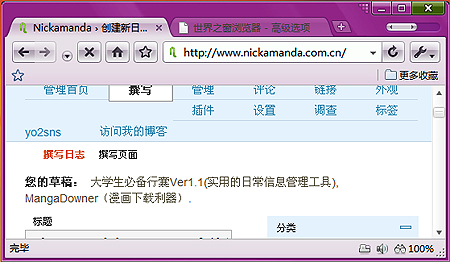 Nickamanda › 创建新日...
世界之窗浏览器 - 高级选项
http://www.nickamanda.com.cn/
更多收藏
管理首页 撰写 管理 评论 链接 外观
插件 设置 调查 标签
yo2sns 访问我的博客
撰写日志 撰写页面
您的草稿： 大学生必备行囊Ver1.1(实用的日常信息管理工具),
MangaDowner（漫画下载利器）.
标题
分类
完毕
100%